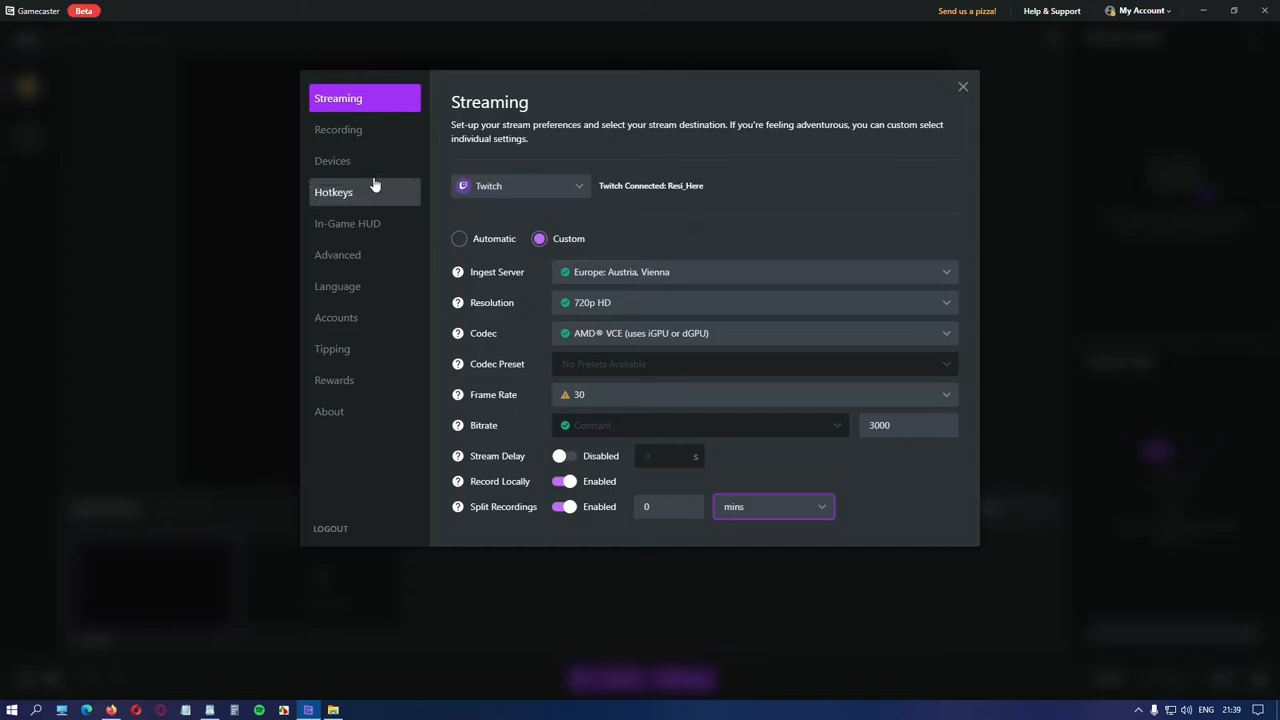 Gamecaster Beta Send us a pizza! Help & Support My Account
Streaming
Recording
Devices
Hotkeys
In-Game HUD
Advanced
Language
Accounts
Tipping
Rewards
About
LOGOUT
Streaming
Set-up your stream preferences and select your stream destination. If you're feeling adventurous, you can custom select
individual settings.
Twitch Twitch Connected: Resi_Here
Automatic Custom
? Ingest Server Europe: Austria, Vienna
? Resolution 720p HD
? Codec AMD® VCE (uses iGPU or dGPU)
? Codec Preset No Presets Available
? Frame Rate 30
? Bitrate Constant 3000
? Stream Delay Disabled 0 s
? Record Locally Enabled
? Split Recordings Enabled 0 mins
ENG 21:39